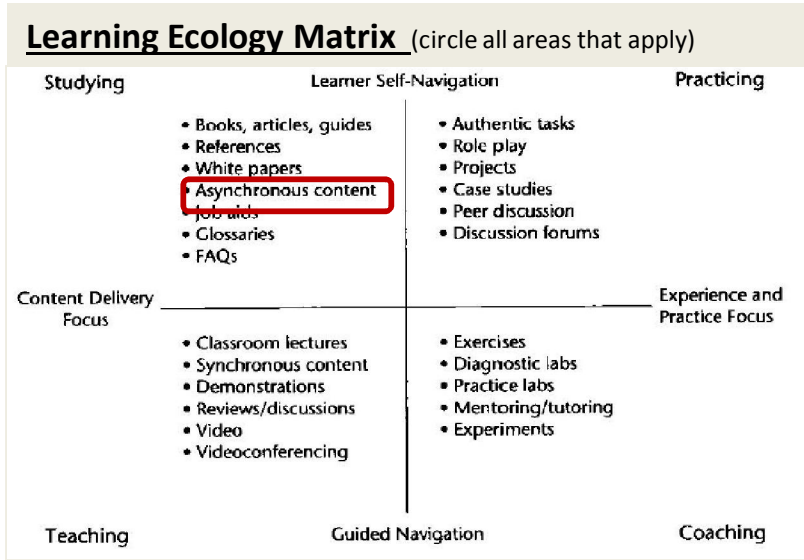 Learning Ecology Matrix (circle all areas that apply)
Studying
Learner Self-Navigation
Practicing
• Books, articles, guides
• References
• White papers
• Asynchronous content
• Job aids
• Glossaries
• FAQs
• Authentic tasks
• Role play
• Projects
• Case studies
• Peer discussion
• Discussion forums
Content Delivery
Focus
Experience and
Practice Focus
• Classroom lectures
• Synchronous content
• Demonstrations
• Reviews/discussions
• Video
• Videoconferencing
• Exercises
• Diagnostic labs
• Practice labs
• Mentoring/tutoring
• Experiments
Teaching
Guided Navigation
Coaching